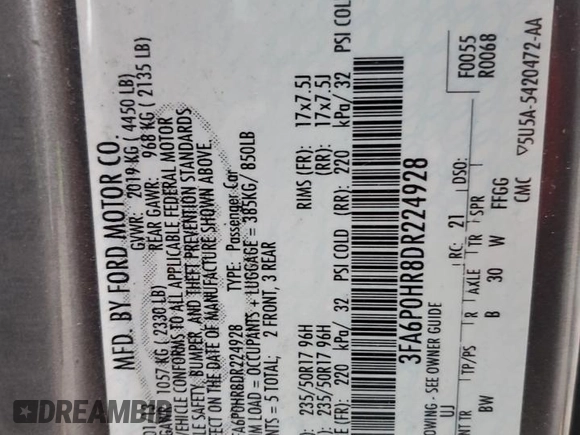 MFD. BY FORD MOTOR CO.
GVWR: 2019 KG ( 4450 LB)
1057 KG ( 2330 LB) REAR GAWR: 968 KG ( 2135 LB)
VEHICLE CONFORMS TO ALL APPLICABLE FEDERAL MOTOR
SAFETY, BUMPER, AND THEFT PREVENTION STANDARDS
EFFECT ON THE DATE OF MANUFACTURE SHOWN ABOVE.
FA6P0HR8DR224928 TYPE: Passenger Car
LOAD = OCCUPANTS + LUGGAGE = 385KG/ 850LB
5 TOTAL; 2 FRONT, 3 REAR
235/50R17 96H RIMS (FR): 17x7.5J
235/50R17 96H (RR): 17x7.5J
(FR): 220 kPa/ 32 PSI COLD (RR): 220 kPa/ 32 PSI COLD
3FA6P0HR8DR224928
OWING - SEE OWNER GUIDE RC: 21 DSO: F0055
R0068
UJ
TP/PS R AXLE TR SPR
BW B 30 W FFGG
CMC ▽5U5A-5420472-AA
AUTOBIDCAR